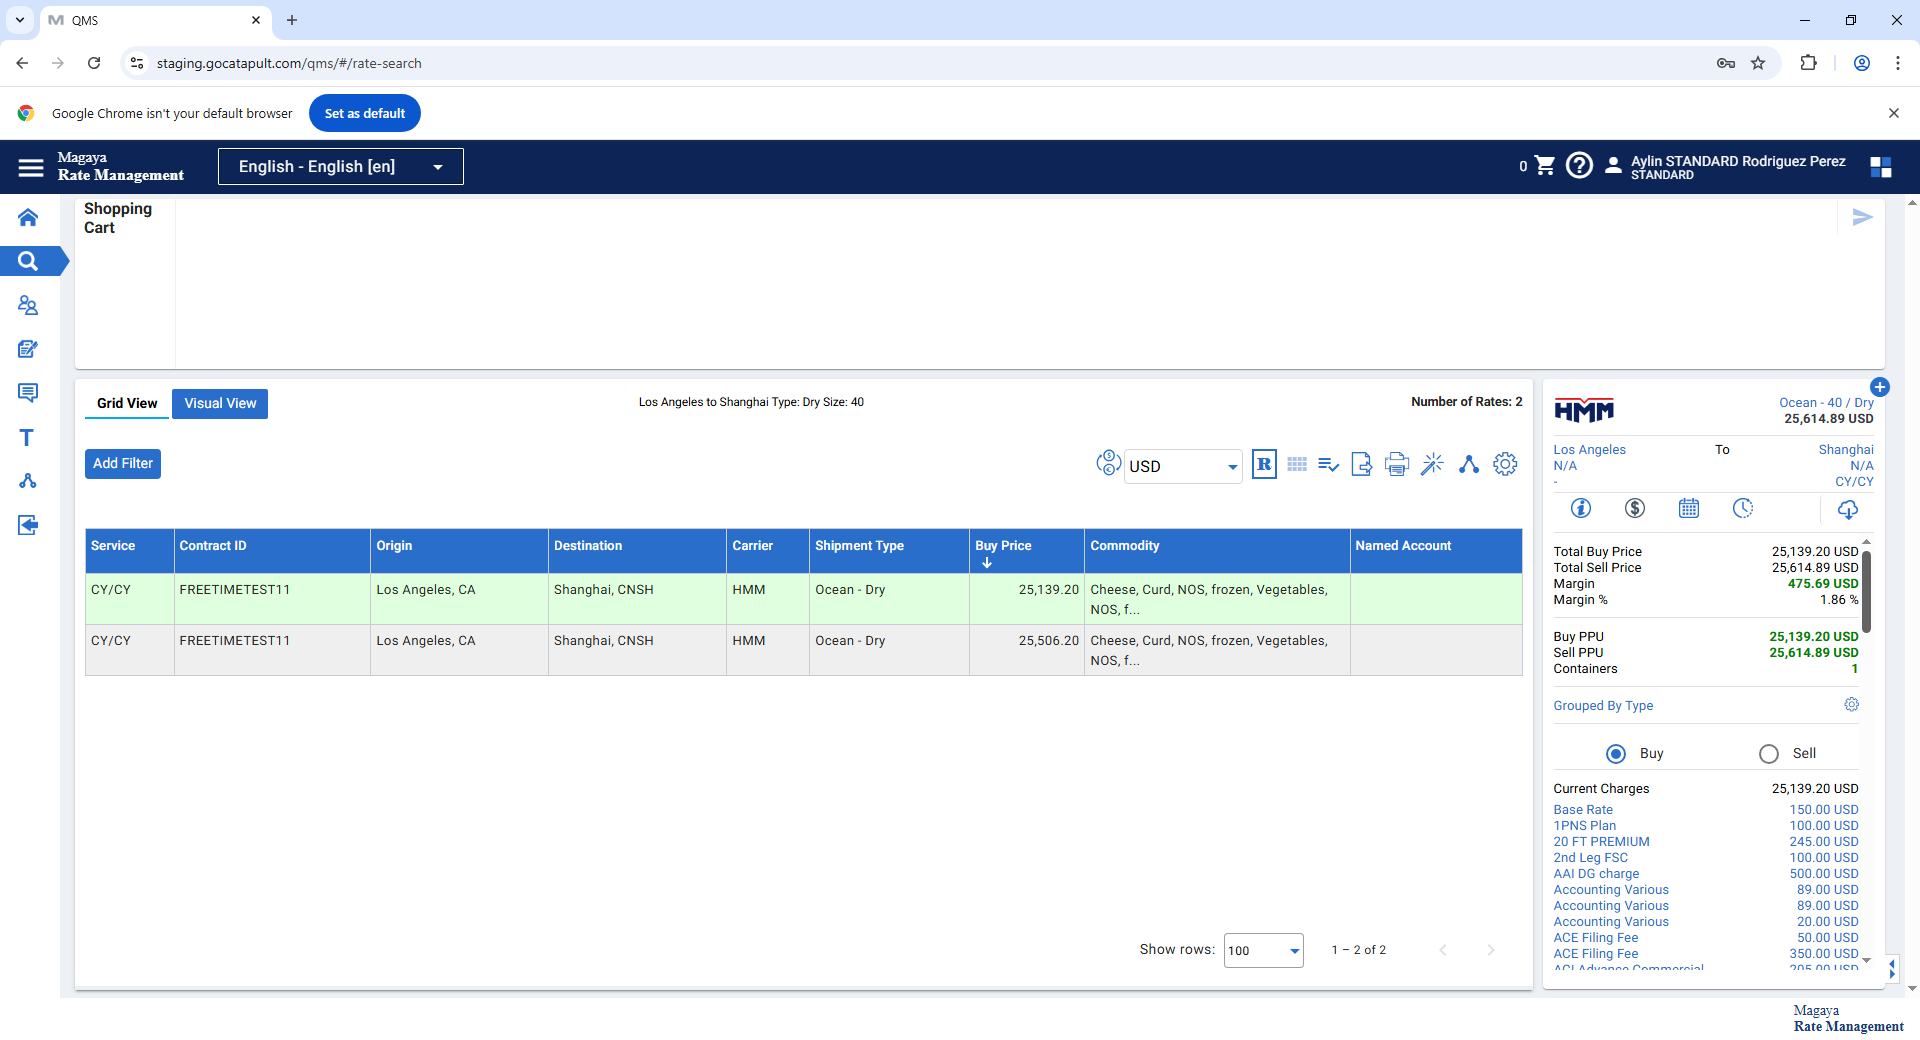 QMS
staging.gocatapult.com/qms/#/rate-search
Google Chrome isn't your default browser
Set as default
Magaya
Rate Management
English - English [en]
0
Aylin STANDARD Rodriguez Perez
STANDARD
Shopping
Cart
Grid View
Visual View
Los Angeles to Shanghai Type: Dry Size: 40
Number of Rates: 2
Add Filter
USD
R
Service Contract ID Origin Destination Carrier Shipment Type Buy Price Commodity Named Account
CY/CY FREETIMETEST11 Los Angeles, CA Shanghai, CNSH HMM Ocean - Dry 25,139.20 Cheese, Curd, NOS, frozen, Vegetables,
NOS, f...
CY/CY FREETIMETEST11 Los Angeles, CA Shanghai, CNSH HMM Ocean - Dry 25,506.20 Cheese, Curd, NOS, frozen, Vegetables,
NOS, f...
Show rows: 100 1 – 2 of 2
HMM
Ocean - 40 / Dry
25,614.89 USD
Los Angeles To Shanghai
N/A N/A
- CY/CY
Total Buy Price 25,139.20 USD
Total Sell Price 25,614.89 USD
Margin 475.69 USD
Margin % 1.86 %
Buy PPU 25,139.20 USD
Sell PPU 25,614.89 USD
Containers 1
Grouped By Type
Buy Sell
Current Charges 25,139.20 USD
Base Rate 150.00 USD
1PNS Plan 100.00 USD
20 FT PREMIUM 245.00 USD
2nd Leg FSC 100.00 USD
AAI DG charge 500.00 USD
Accounting Various 89.00 USD
Accounting Various 89.00 USD
Accounting Various 20.00 USD
ACE Filing Fee 50.00 USD
ACE Filing Fee 350.00 USD
ACI Advance Commercial 205.00 USD
Magaya
Rate Management